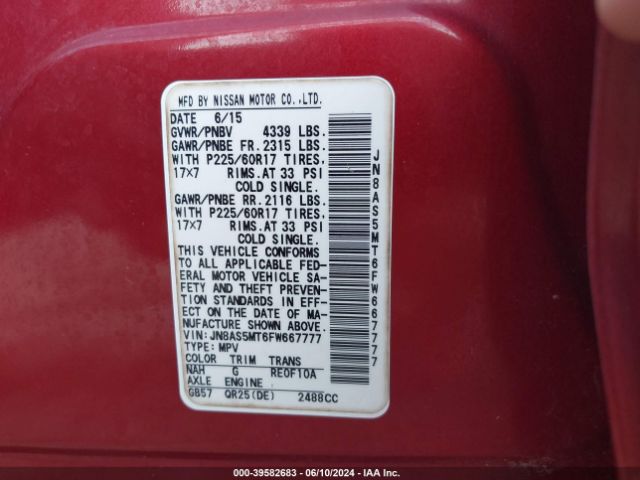 MFD BY NISSAN MOTOR CO.,LTD.
DATE 6/15
GVWR/PNBV 4339 LBS.
GAWR/PNBE FR. 2315 LBS.
WITH P225/60R17 TIRES,
17×7 RIMS.AT 33 PSI
COLD SINGLE.
GAWR/PNBE RR. 2116 LBS.
WITH P225/60R17 TIRES,
17×7 RIMS.AT 33 PSI
COLD SINGLE.
THIS VEHICLE CONFORMS
TO ALL APPLICABLE FED-
ERAL MOTOR VEHICLE SA-
FETY AND THEFT PREVEN-
TION STANDARDS IN EFF-
ECT ON THE DATE OF MA-
NUFACTURE SHOWN ABOVE.
VIN: JN8AS5MT6FW667777
TYPE: MPV
COLOR TRIM TRANS
NAH G RE0F10A
AXLE ENGINE
GB57 QR25(DE) 2488CC
JN8AS5MT6FW667777
000-39582683 - 06/10/2024 - IAA Inc.